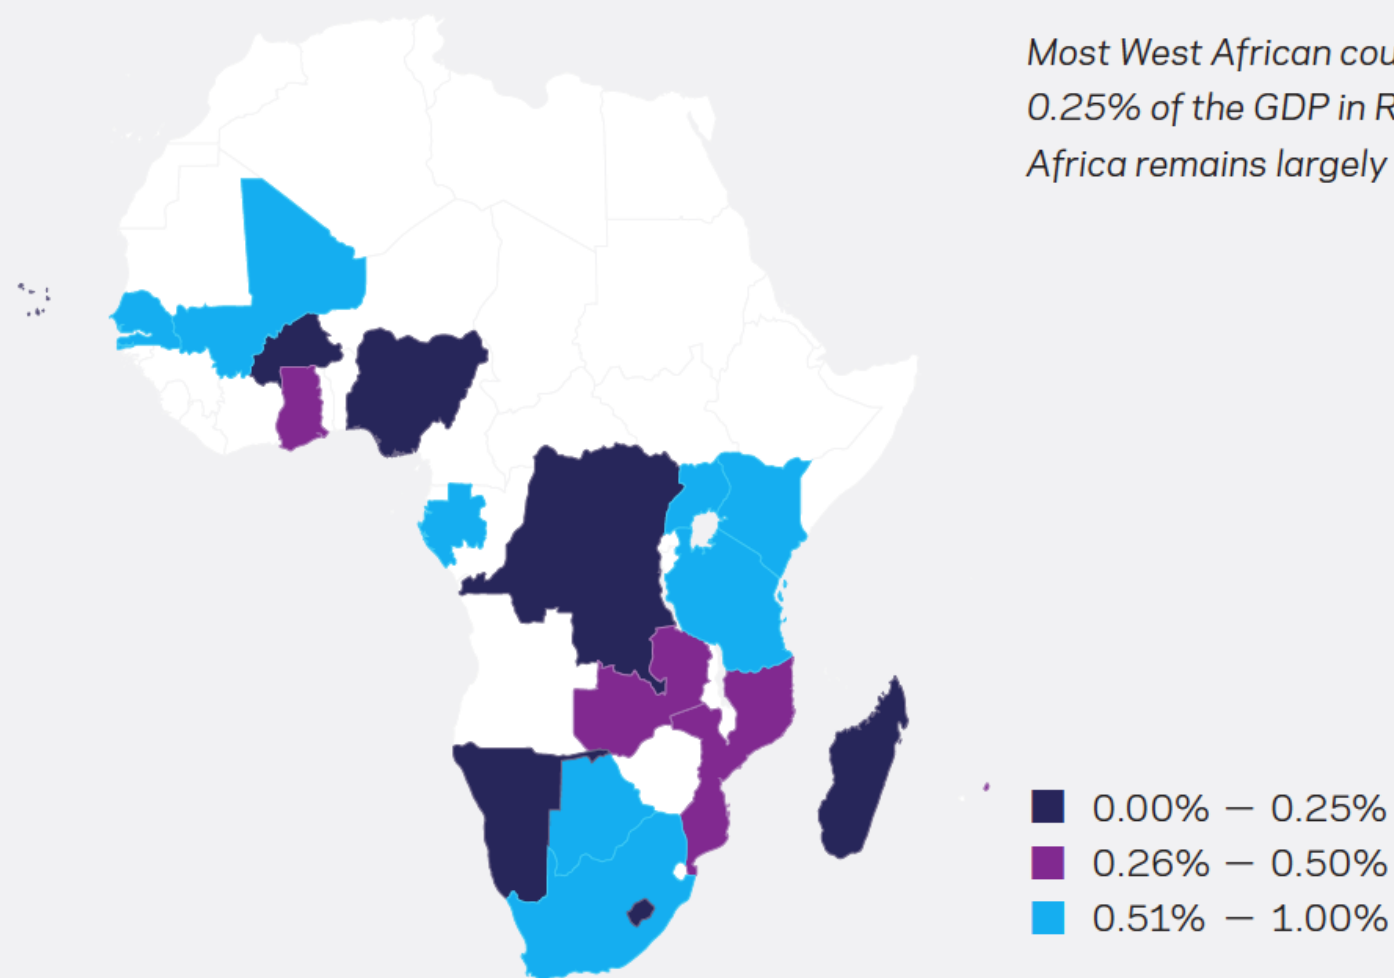 Most West African cou
0.25% of the GDP in R
Africa remains largely
0.00% — 0.25%
0.26% — 0.50%
0.51% — 1.00%